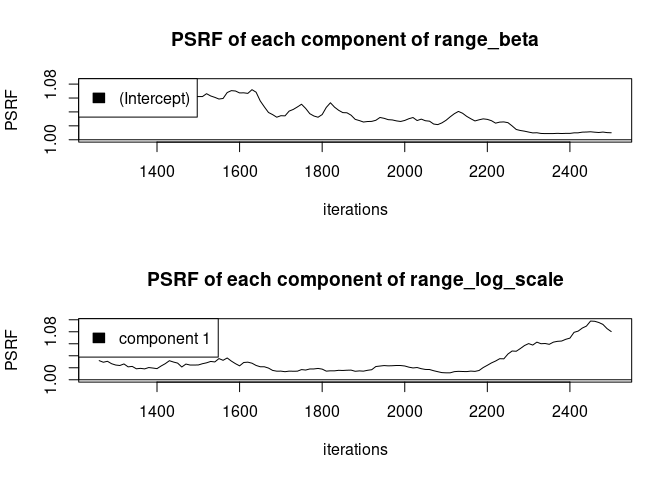 PSRF of each component of range_beta
PSRF
1.08
1.00
(Intercept)
1400 1600 1800 2000 2200 2400
iterations
PSRF of each component of range_log_scale
PSRF
1.08
1.00
component 1
1400 1600 1800 2000 2200 2400
iterations